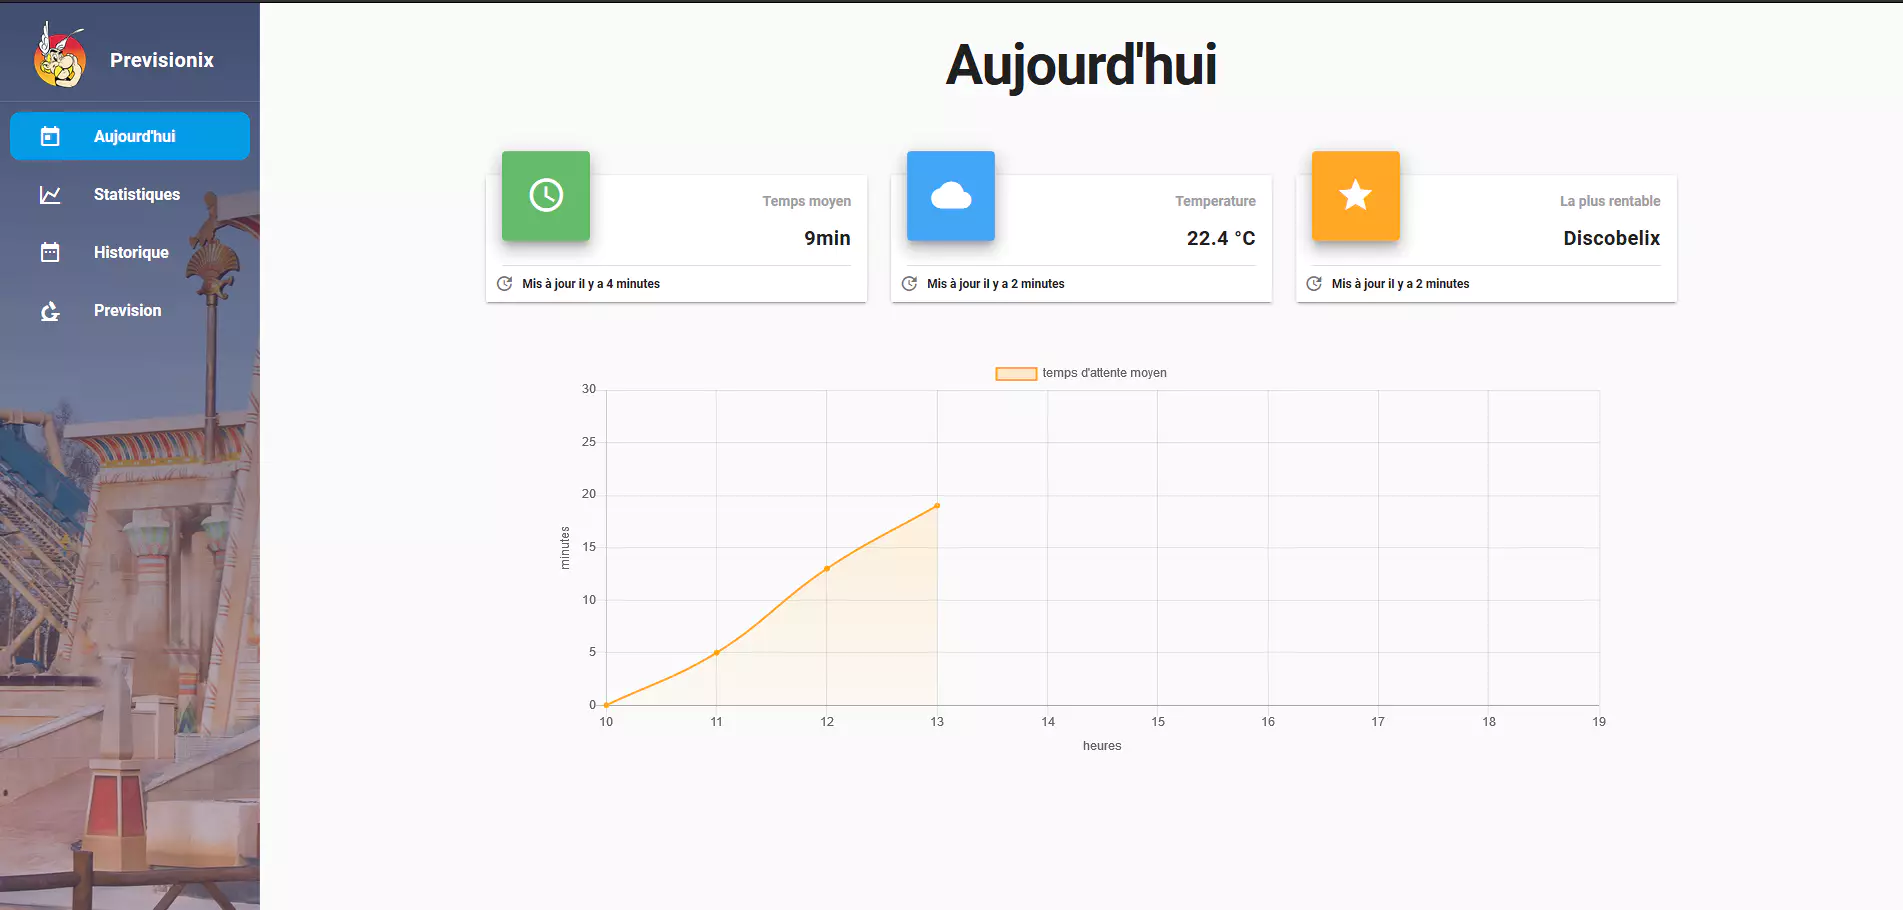 Previsionix
Aujourd'hui
Statistiques
Historique
Prevision
Aujourd'hui
Temps moyen
9min
Mis à jour il y a 4 minutes
Temperature
22.4 °C
Mis à jour il y a 2 minutes
La plus rentable
Discobelix
Mis à jour il y a 2 minutes
temps d'attente moyen
30
25
20
15
10
5
0
minutes
10 11 12 13 14 15 16 17 18 19
heures